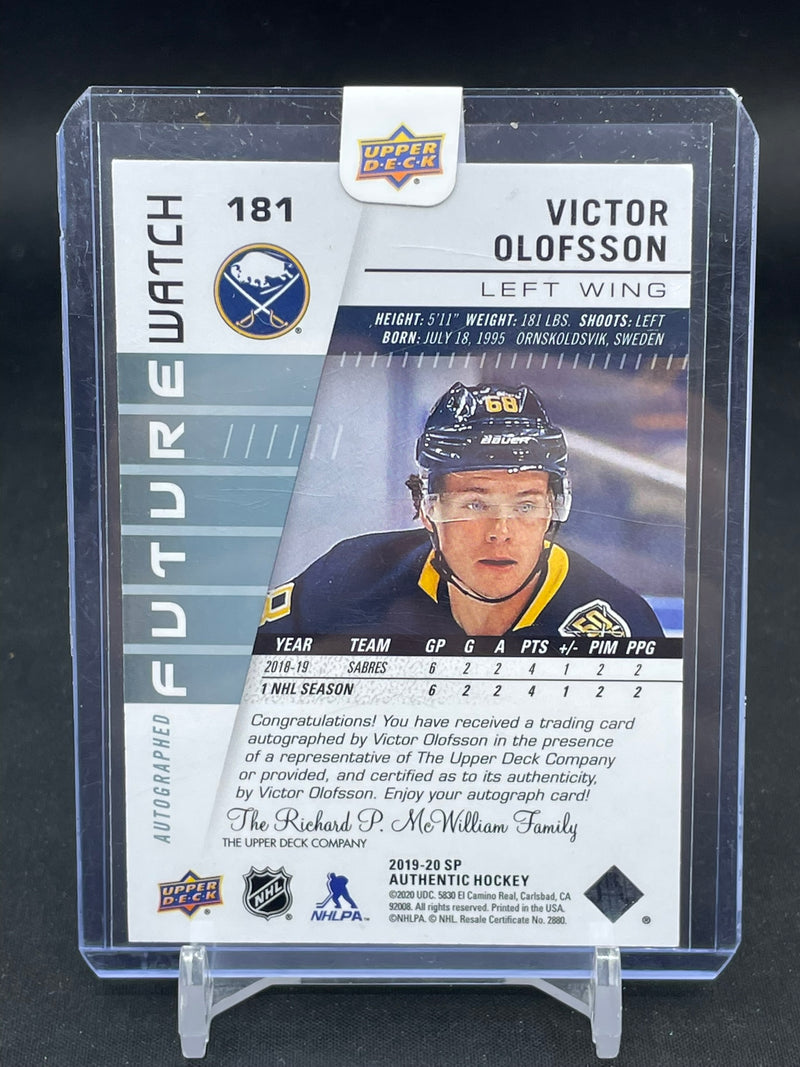 UPPER
D·E·C·K
181
FUTURE WATCH
AUTOGRAPHED
VICTOR
OLOFSSON
LEFT WING
HEIGHT: 5'11" WEIGHT: 181 LBS. SHOOTS: LEFT
BORN: JULY 18, 1995 ORNSKOLDSVIK, SWEDEN
68
BAUER
8
50
YEAR TEAM GP G A PTS +/- PIM PPG
2018-19 SABRES 6 2 2 4 1 2 2
1 NHL SEASON 6 2 2 4 1 2 2
Congratulations! You have received a trading card
autographed by Victor Olofsson in the presence
of a representative of The Upper Deck Company
or provided, and certified as to its authenticity,
by Victor Olofsson. Enjoy your autograph card!
The Richard P. McWilliam Family
THE UPPER DECK COMPANY
UPPER
D·E·C·K
NHL
NHLPA
2019-20 SP
AUTHENTIC HOCKEY
©2020 UDC. 5830 El Camino Real, Carlsbad, CA
92008. All rights reserved. Printed in the USA.
©NHLPA. © NHL. Resale Certificate No. 2880.